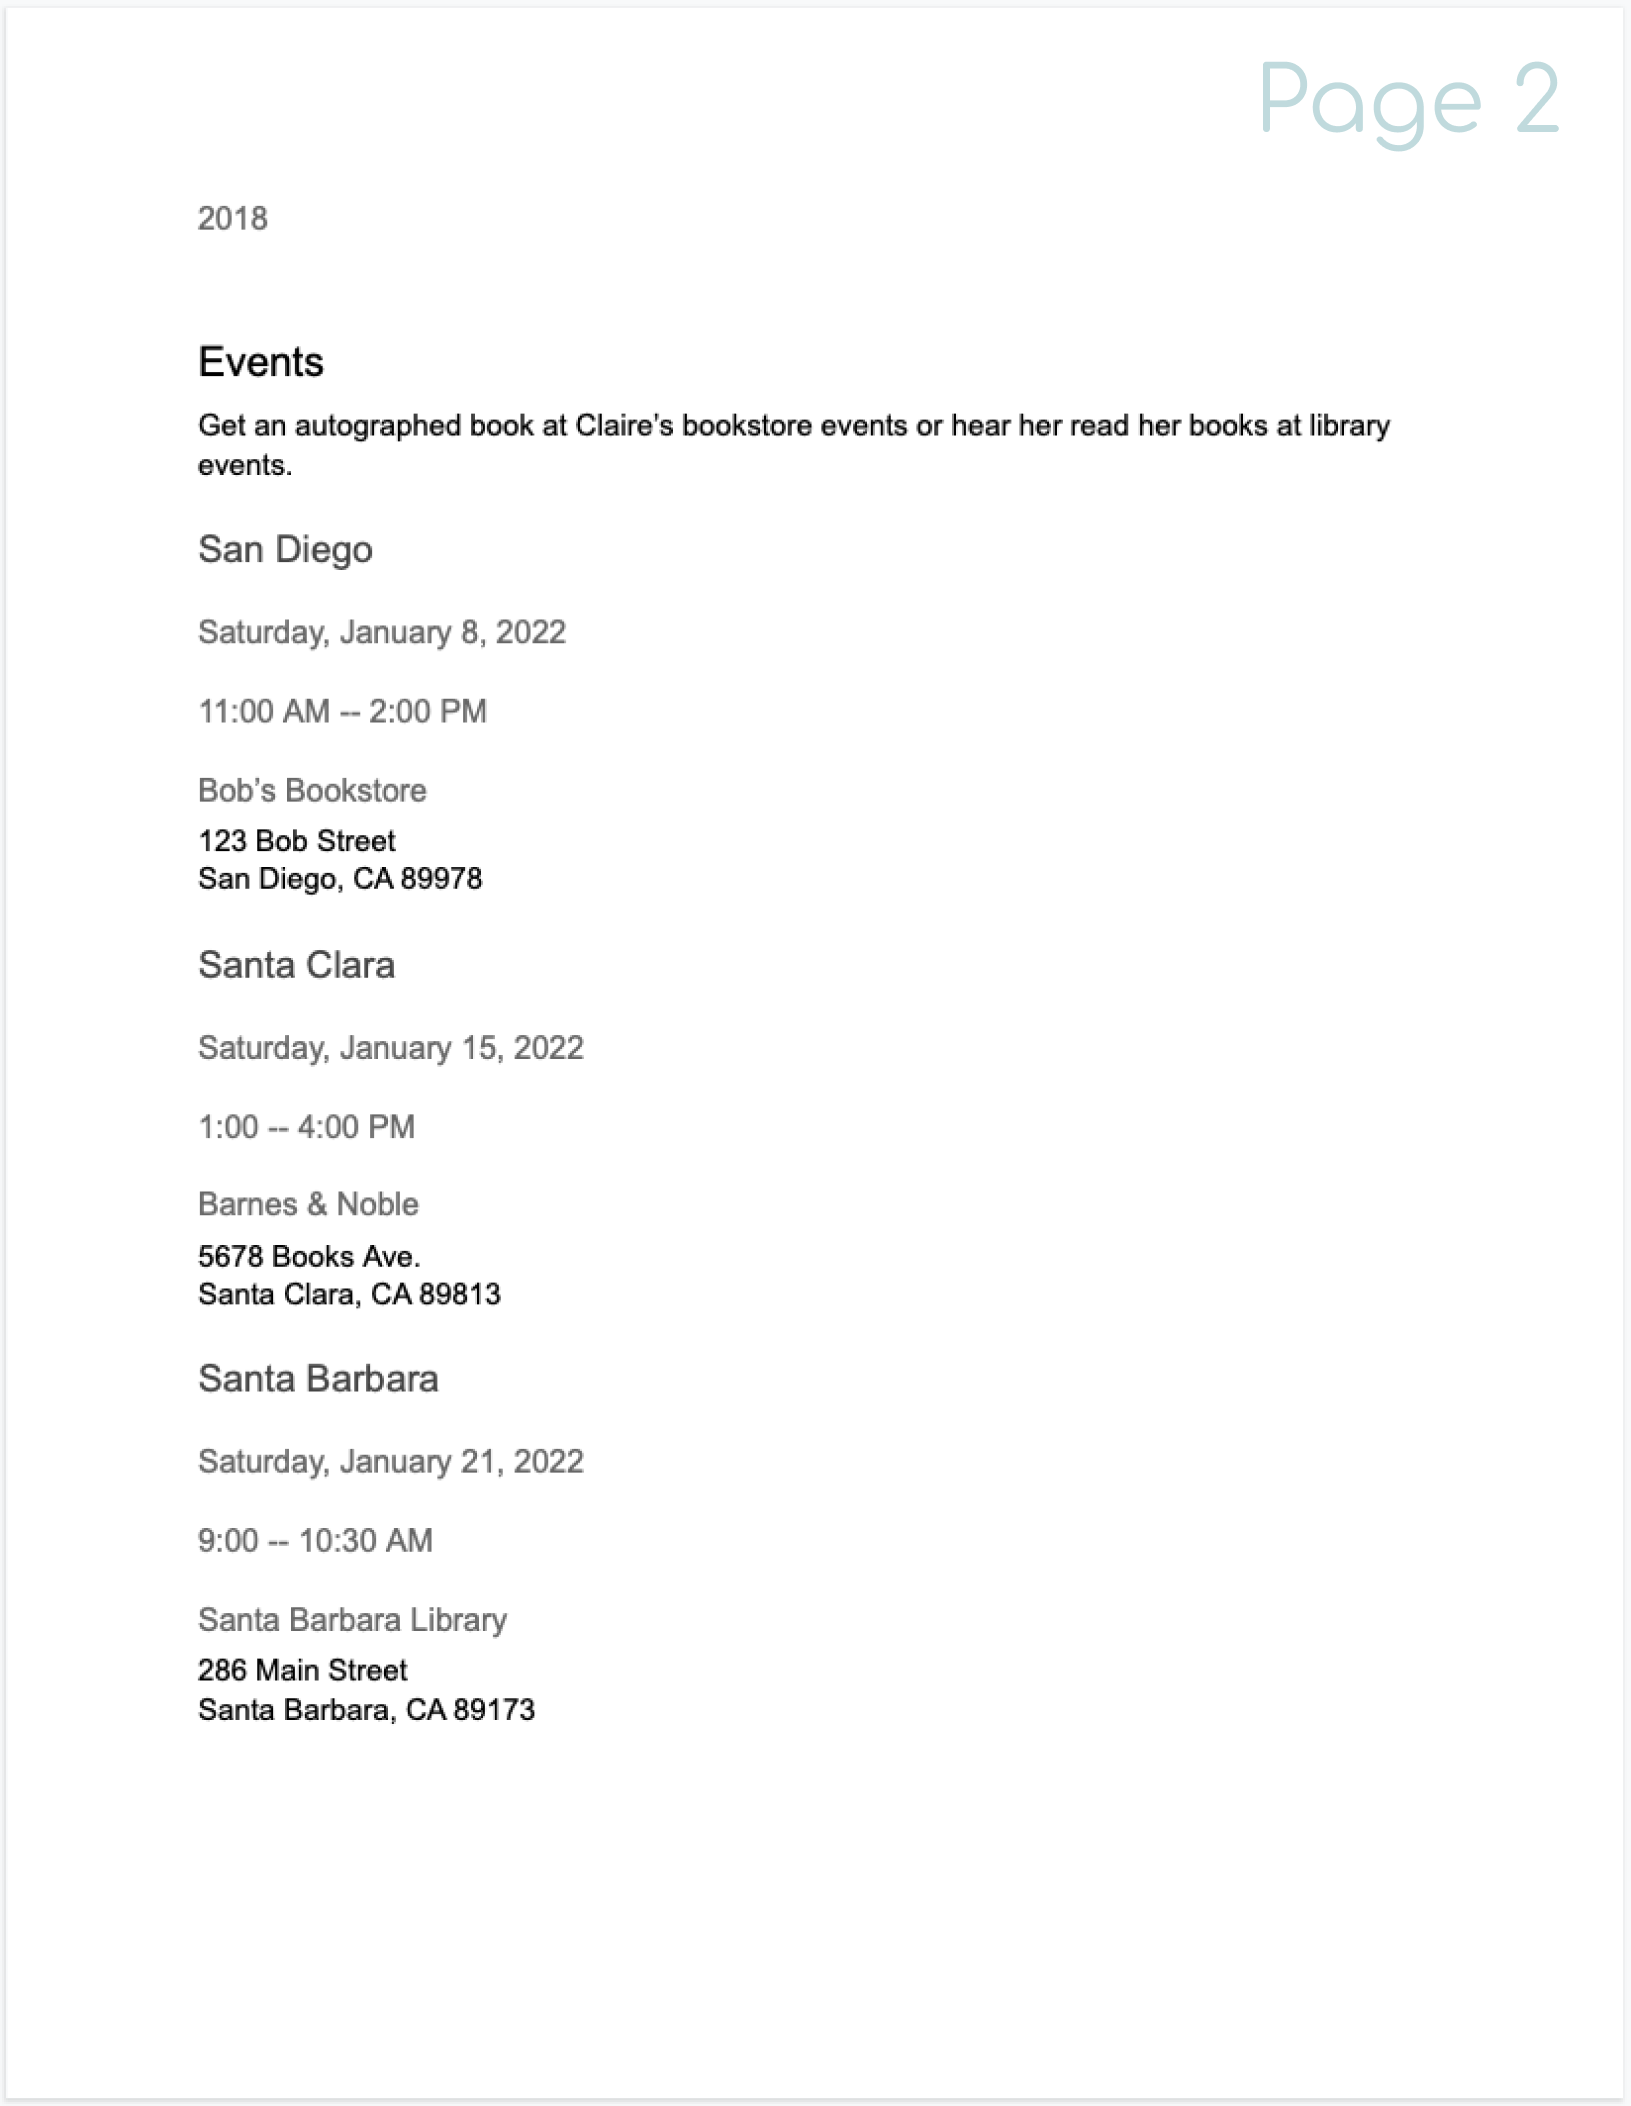 Page 2
2018
Events
Get an autographed book at Claire's bookstore events or hear her read her books at library
events.
San Diego
Saturday, January 8, 2022
11:00 AM -- 2:00 PM
Bob's Bookstore
123 Bob Street
San Diego, CA 89978
Santa Clara
Saturday, January 15, 2022
1:00 -- 4:00 PM
Barnes & Noble
5678 Books Ave.
Santa Clara, CA 89813
Santa Barbara
Saturday, January 21, 2022
9:00 -- 10:30 AM
Santa Barbara Library
286 Main Street
Santa Barbara, CA 89173